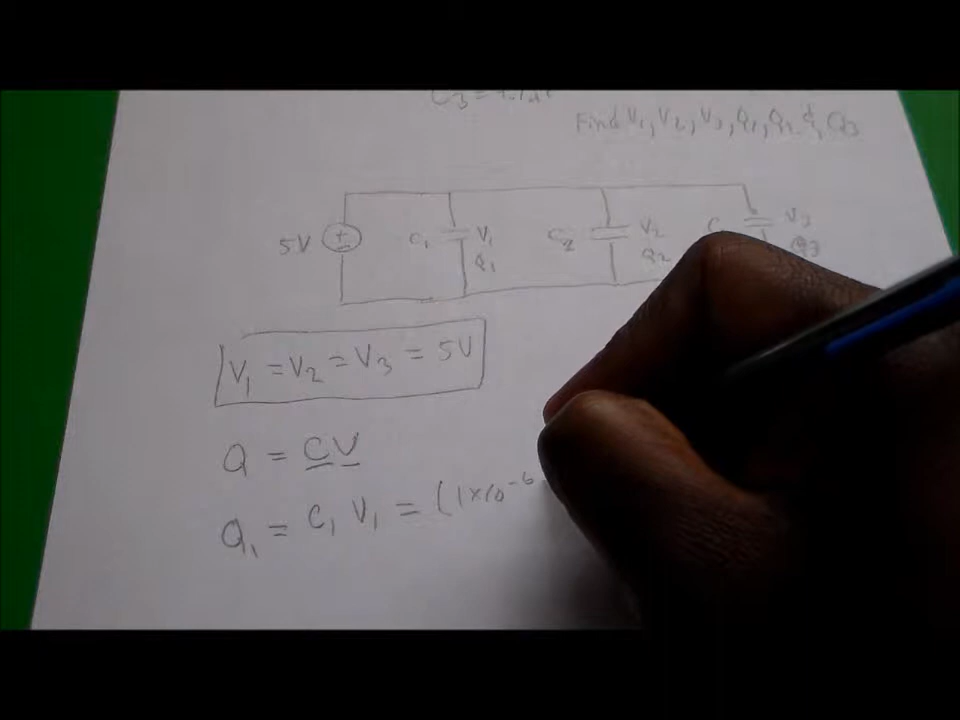 Find V1, V2, V3, Q1, Q2 &, Q3
5V
C1
V1
Q1
C2
V2
Q2
C
V3
Q3
V1 = V2 = V3 = 5V
Q = CV
Q1 = C1 V1 = (1×10⁻⁶